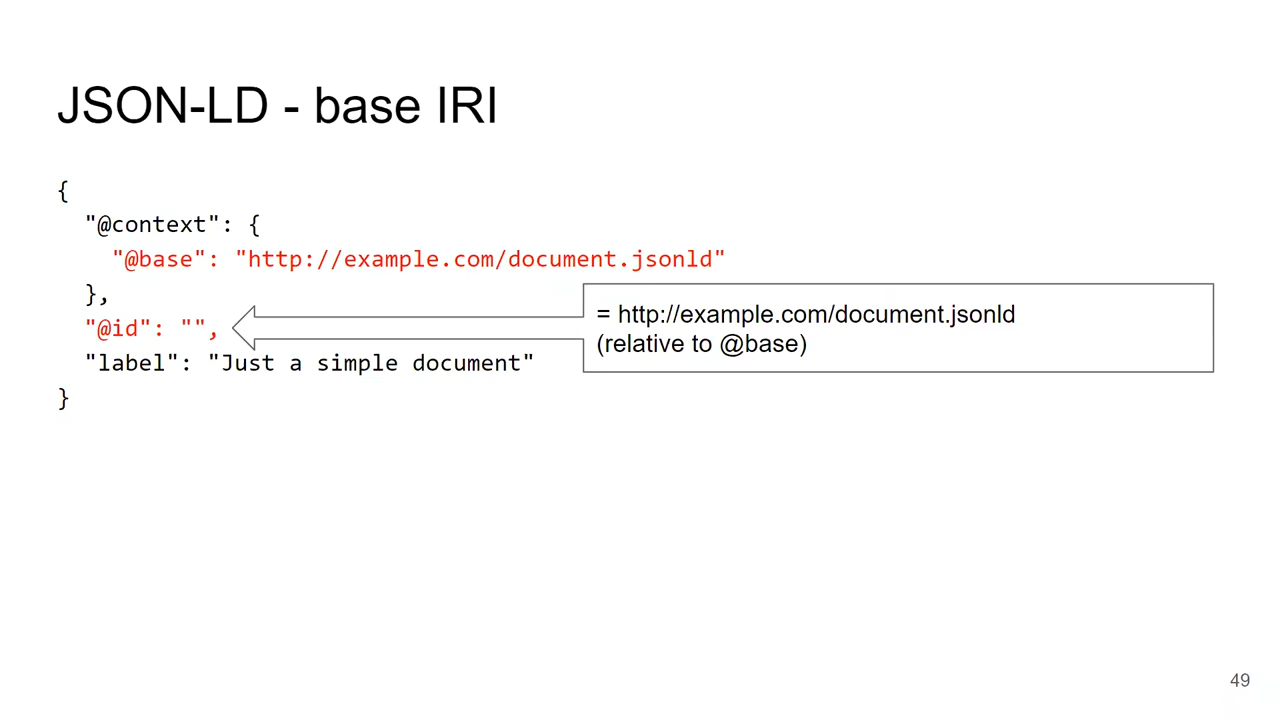 JSON-LD - base IRI
{
"@context": {
"@base": "http://example.com/document.jsonld"
},
"@id": "",
= http://example.com/document.jsonld
(relative to @base)
"label": "Just a simple document"
}
49